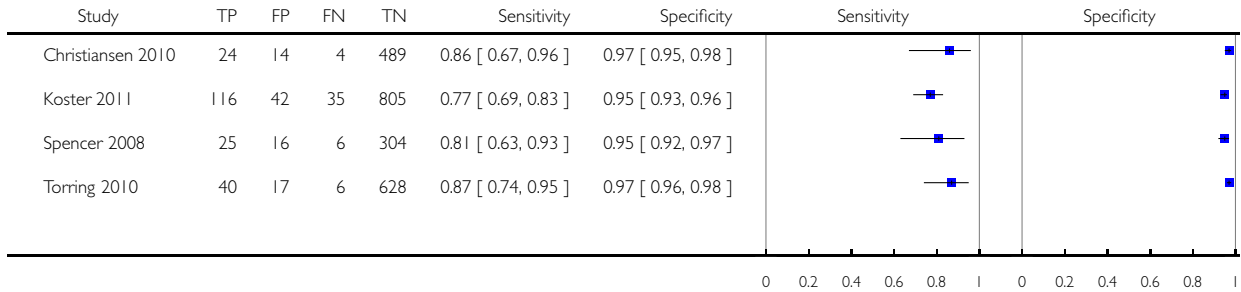 Study TP FP FN TN Sensitivity Specificity Sensitivity Specificity
Christiansen 2010 24 14 4 489 0.86 [ 0.67, 0.96 ] 0.97 [ 0.95, 0.98 ]
Koster 2011 116 42 35 805 0.77 [ 0.69, 0.83 ] 0.95 [ 0.93, 0.96 ]
Spencer 2008 25 16 6 304 0.81 [ 0.63, 0.93 ] 0.95 [ 0.92, 0.97 ]
Torring 2010 40 17 6 628 0.87 [ 0.74, 0.95 ] 0.97 [ 0.96, 0.98 ]
0 0.2 0.4 0.6 0.8 1 0 0.2 0.4 0.6 0.8 1